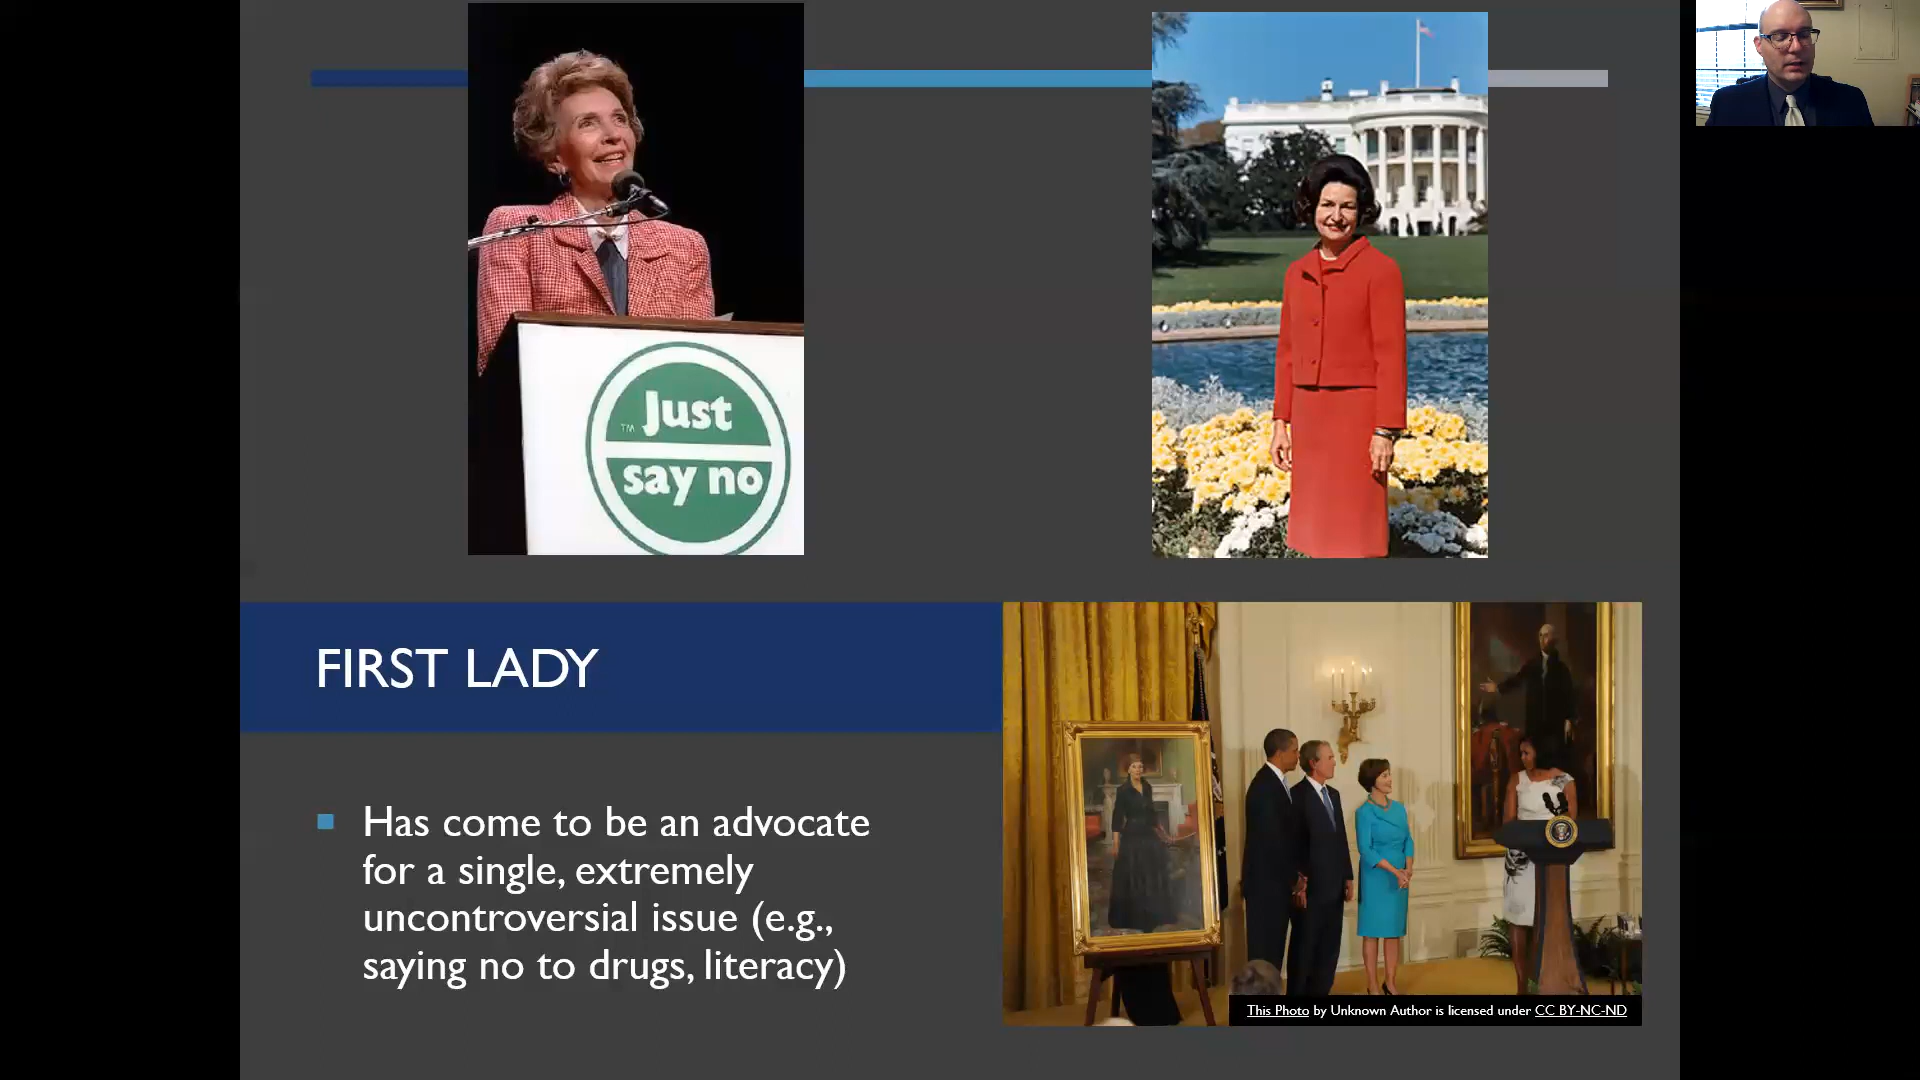 Just
TM
say no
FIRST LADY
Has come to be an advocate
for a single, extremely
uncontroversial issue (e.g.,
saying no to drugs, literacy)
This Photo by Unknown Author is licensed under CC BY-NC-ND